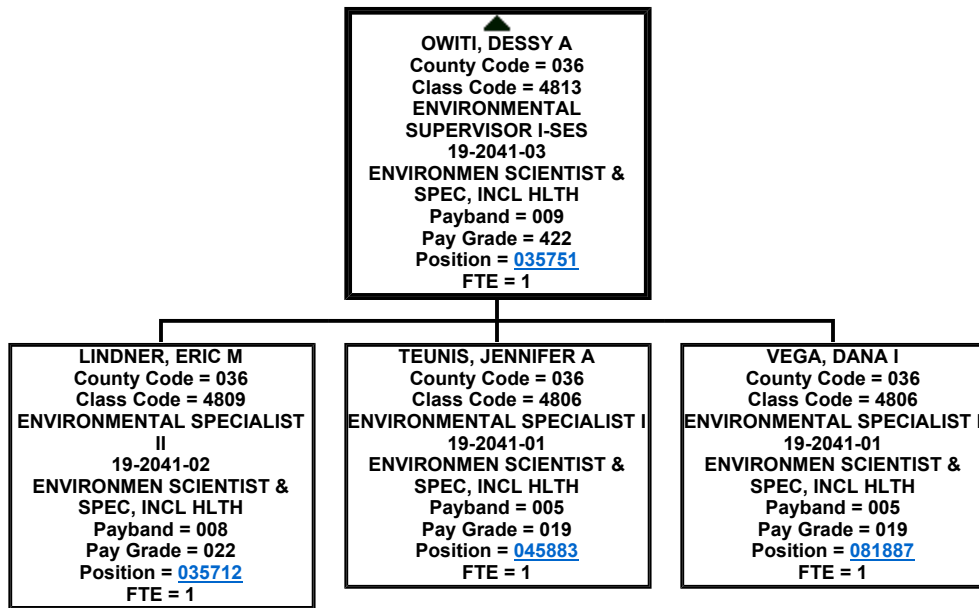 OWITI, DESSY A
County Code = 036
Class Code = 4813
ENVIRONMENTAL
SUPERVISOR I-SES
19-2041-03
ENVIRONMEN SCIENTIST &
SPEC, INCL HLTH
Payband = 009
Pay Grade = 422
Position = 035751
FTE = 1
LINDNER, ERIC M
County Code = 036
Class Code = 4809
ENVIRONMENTAL SPECIALIST
II
19-2041-02
ENVIRONMEN SCIENTIST &
SPEC, INCL HLTH
Payband = 008
Pay Grade = 022
Position = 035712
FTE = 1
TEUNIS, JENNIFER A
County Code = 036
Class Code = 4806
ENVIRONMENTAL SPECIALIST I
19-2041-01
ENVIRONMEN SCIENTIST &
SPEC, INCL HLTH
Payband = 005
Pay Grade = 019
Position = 045883
FTE = 1
VEGA, DANA I
County Code = 036
Class Code = 4806
ENVIRONMENTAL SPECIALIST I
19-2041-01
ENVIRONMEN SCIENTIST &
SPEC, INCL HLTH
Payband = 005
Pay Grade = 019
Position = 081887
FTE = 1